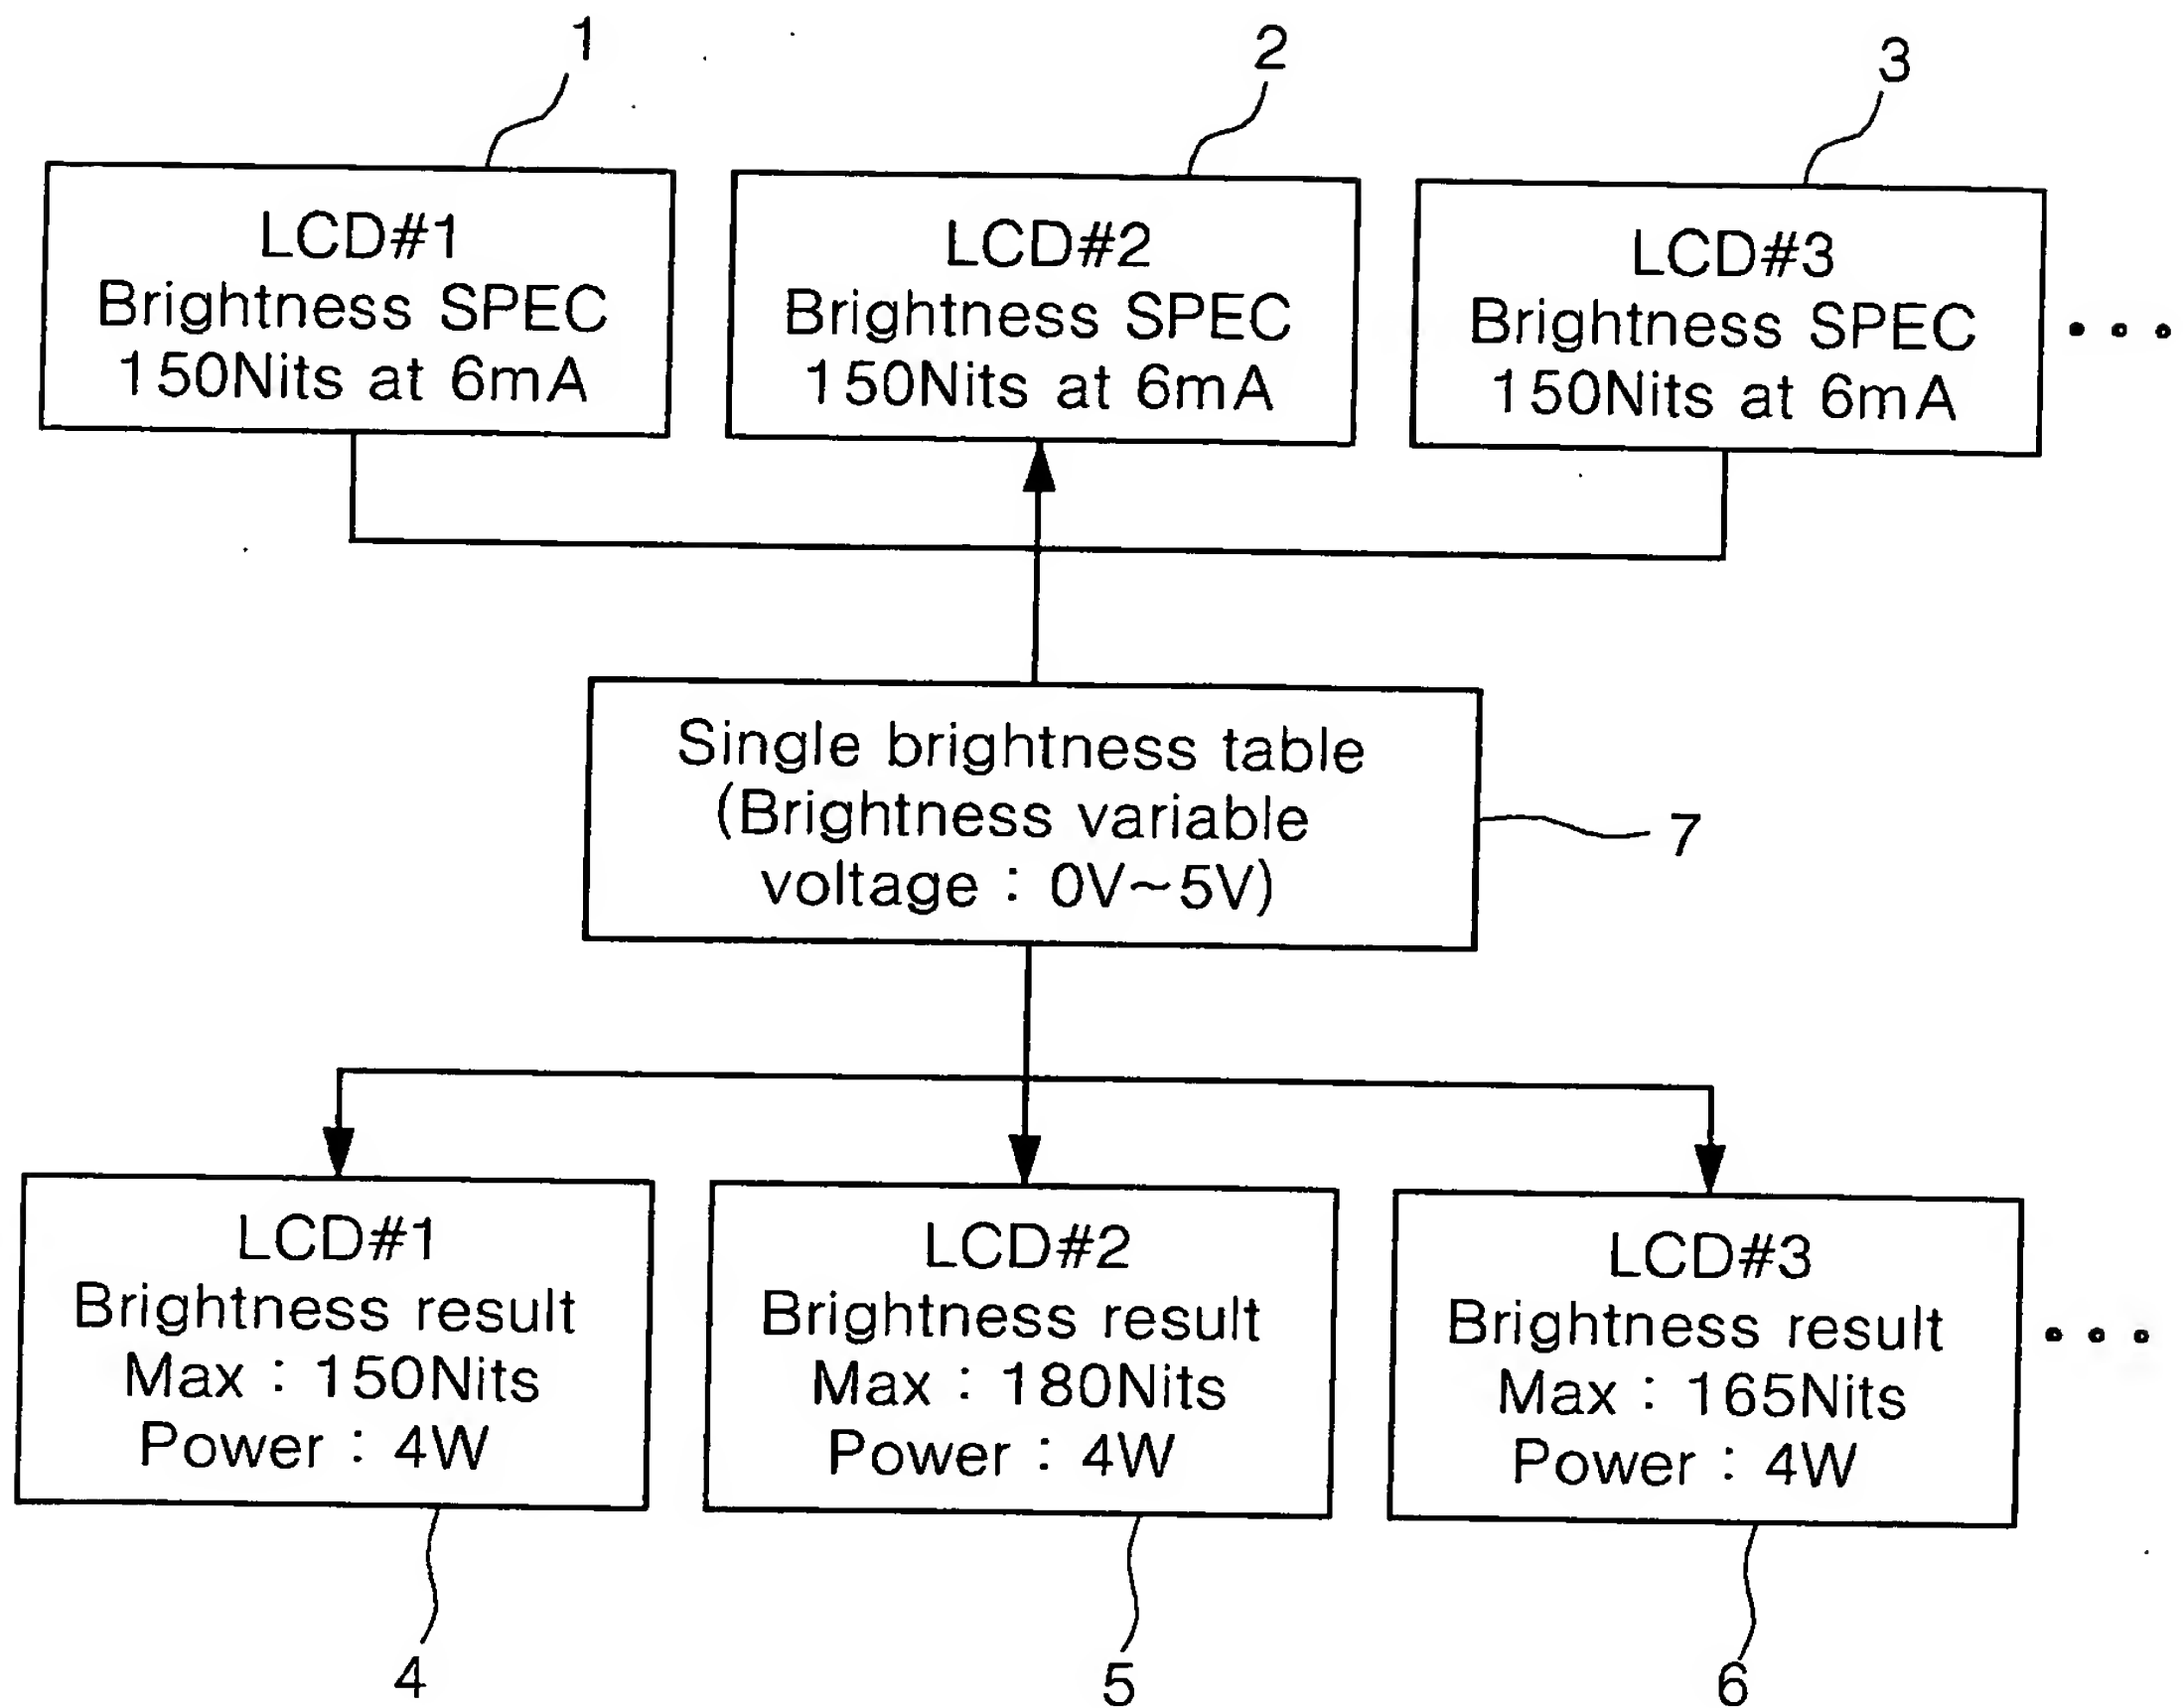 1
2
3
LCD#1
Brightness SPEC
150Nits at 6mA
LCD#2
Brightness SPEC
150Nits at 6mA
LCD#3
Brightness SPEC
150Nits at 6mA
• • •
Single brightness table
(Brightness variable
voltage : 0V~5V)
7
LCD#1
Brightness result
Max : 150Nits
Power : 4W
LCD#2
Brightness result
Max : 180Nits
Power : 4W
LCD#3
Brightness result
Max : 165Nits
Power : 4W
• • •
4
5
6